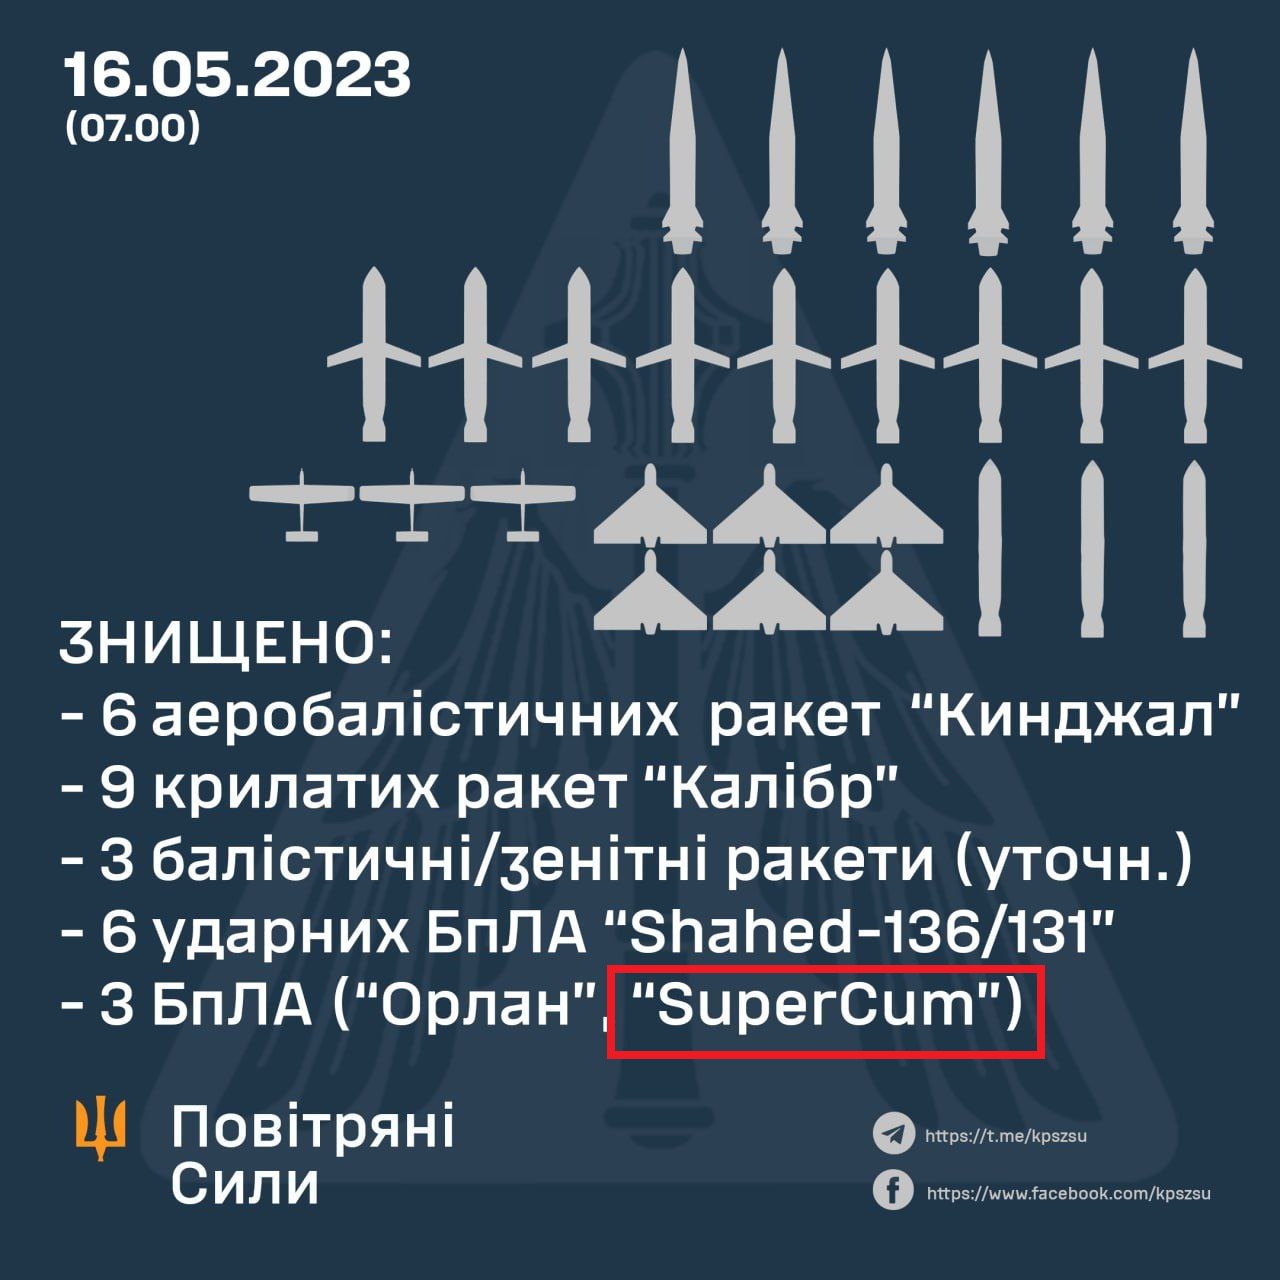 16.05.2023
(07.00)
ЗНИЩЕНО:
- 6 аеробалістичних ракет “Кинджал”
- 9 крилатих ракет “Калібр”
- 3 балістичні/зенітні ракети (уточн.)
- 6 ударних БпЛА “Shahed-136/131”
- 3 БпЛА (“Орлан”, “SuperCum”)
Повітряні
Сили
https://t.me/kpszsu
https://www.facebook.com/kpszsu